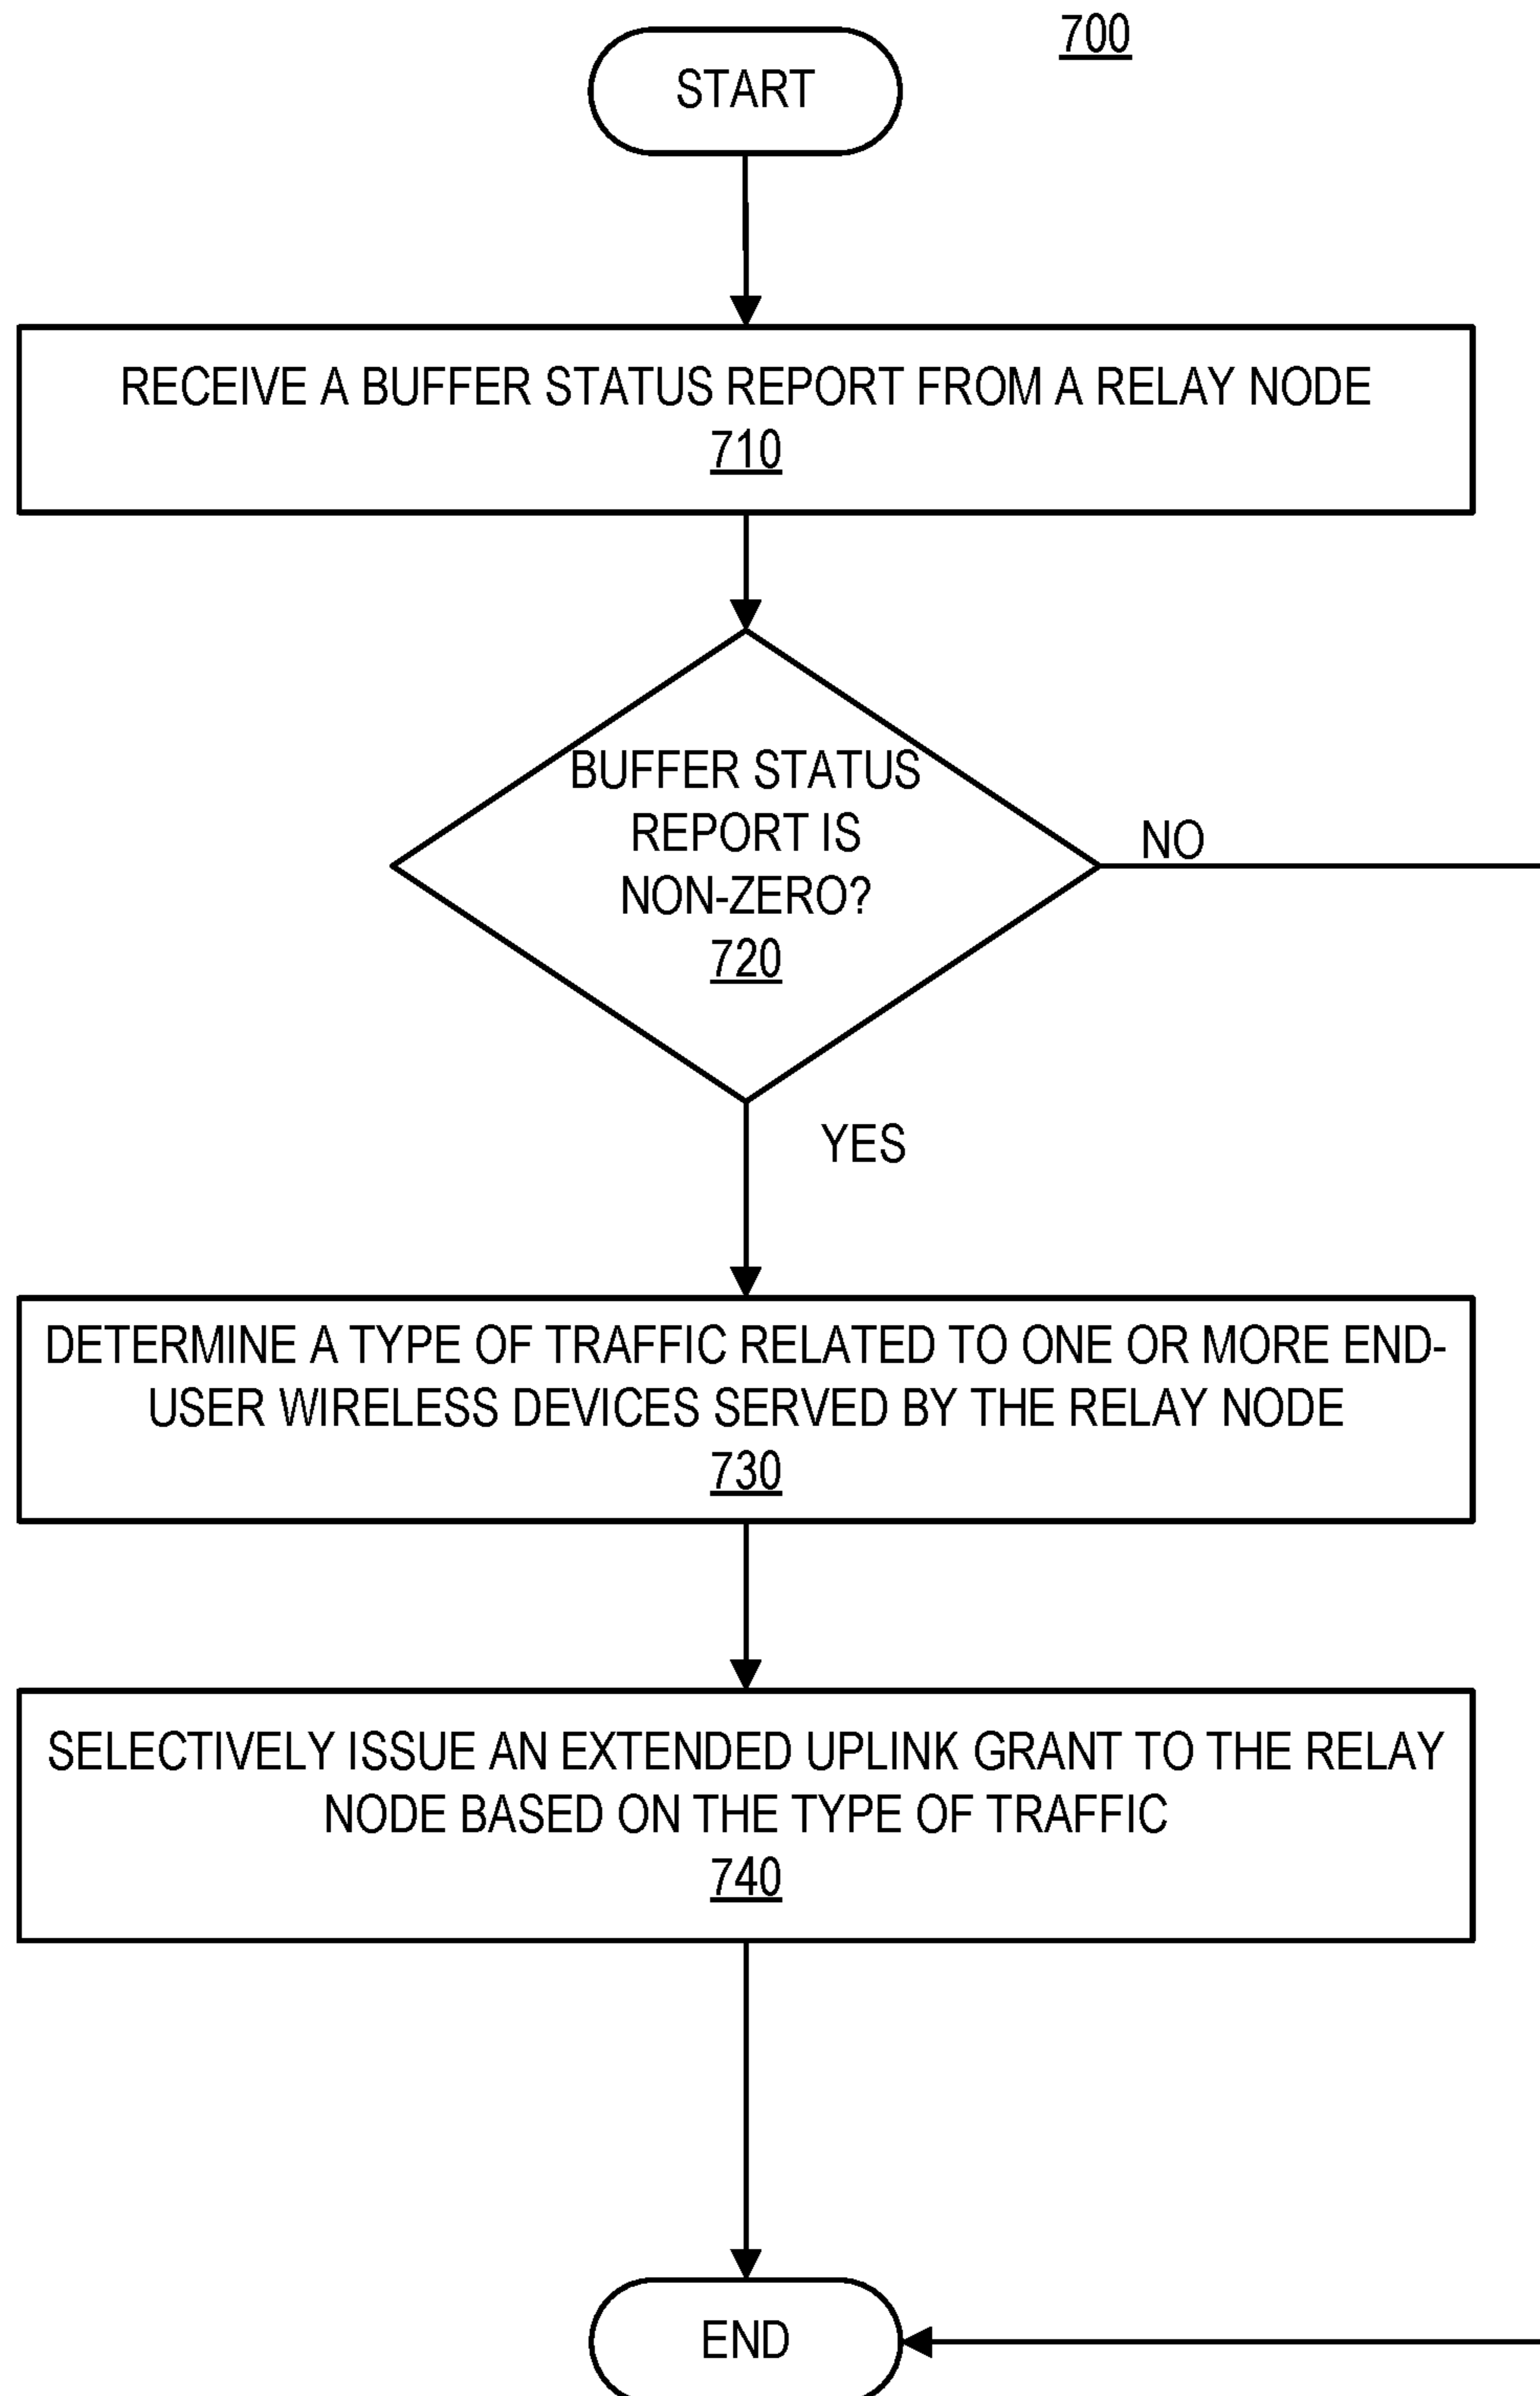 700
START
RECEIVE A BUFFER STATUS REPORT FROM A RELAY NODE
710
BUFFER STATUS
REPORT IS
NON-ZERO?
720
NO
YES
DETERMINE A TYPE OF TRAFFIC RELATED TO ONE OR MORE END-
USER WIRELESS DEVICES SERVED BY THE RELAY NODE
730
SELECTIVELY ISSUE AN EXTENDED UPLINK GRANT TO THE RELAY
NODE BASED ON THE TYPE OF TRAFFIC
740
END